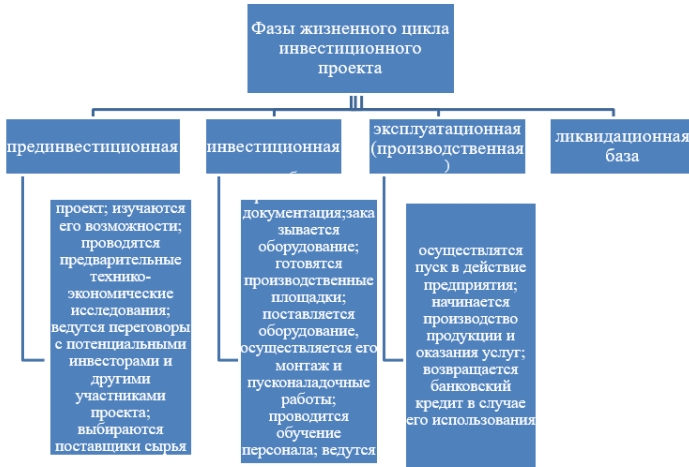 Фазы жизненного цикла
инвестиционного
проекта
прединвестиционная
инвестиционная
эксплуатационная
(производственная
)
ликвидационная
база
проект; изучаются
его возможности;
проводятся
предварительные
технико-
экономические
исследования;
ведутся переговоры
с потенциальными
инвесторами и
другими
участниками
проекта;
выбираются
поставщики сырья
документация;зака
зывается
оборудование;
готовятся
производственные
площадки;
поставляется
оборудование,
осуществляется его
монтаж и
пусконаладочные
работы;
проводится
обучение
персонала; ведутся
осуществлятся
пуск в действие
предприятия;
начинается
производство
продукции и
оказания услуг;
возвращается
банковский
кредит в случае
его использования